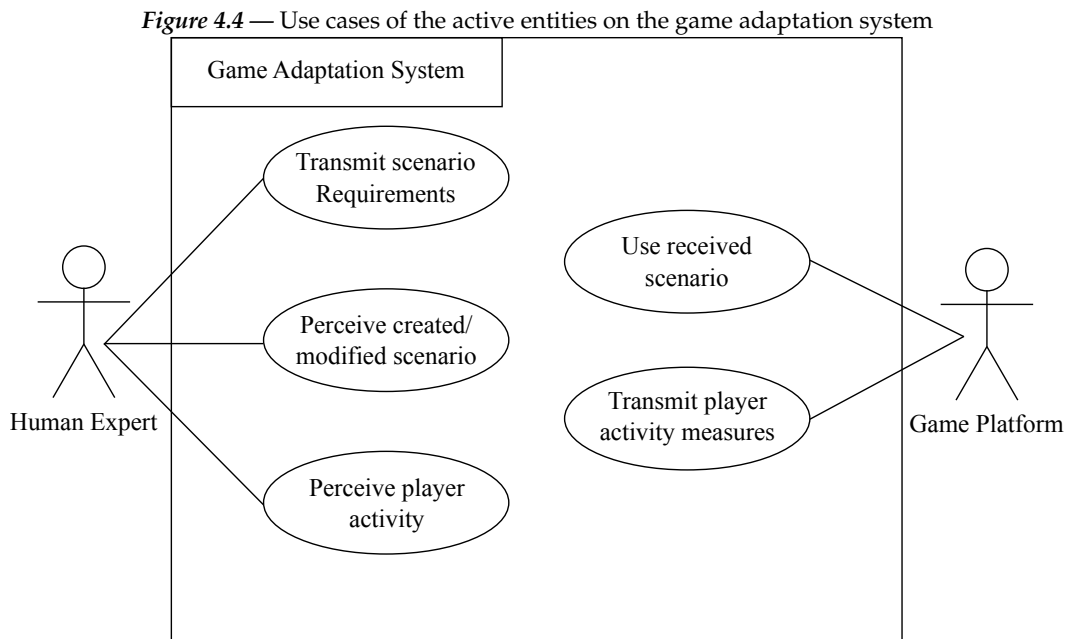 Figure 4.4 — Use cases of the active entities on the game adaptation system
Game Adaptation System
Transmit scenario
Requirements
Use received
scenario
Perceive created/
modified scenario
Transmit player
activity measures
Human Expert
Game Platform
Perceive player
activity